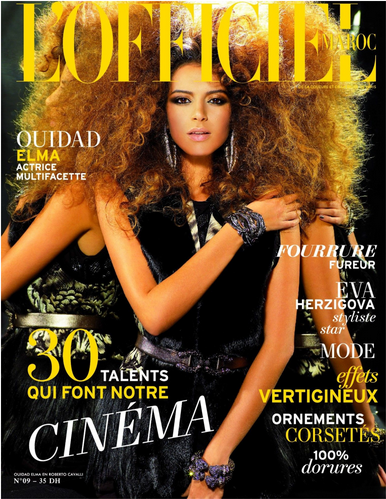 L'OFFICIEL
MAROC
OUIDAD
ELMA
ACTRICE
MULTIFACETTE
FOURRURE
FUREUR
EVA
HERZIGOVA
styliste
star
MODE
effets
VERTIGINEUX
ORNEMENTS
CORSETÉS
100%
dorures
30
TALENTS
QUI FONT NOTRE
CINÉMA
OUIDAD ELMA EN ROBERTO CAVALLI
N°09 – 35 DH